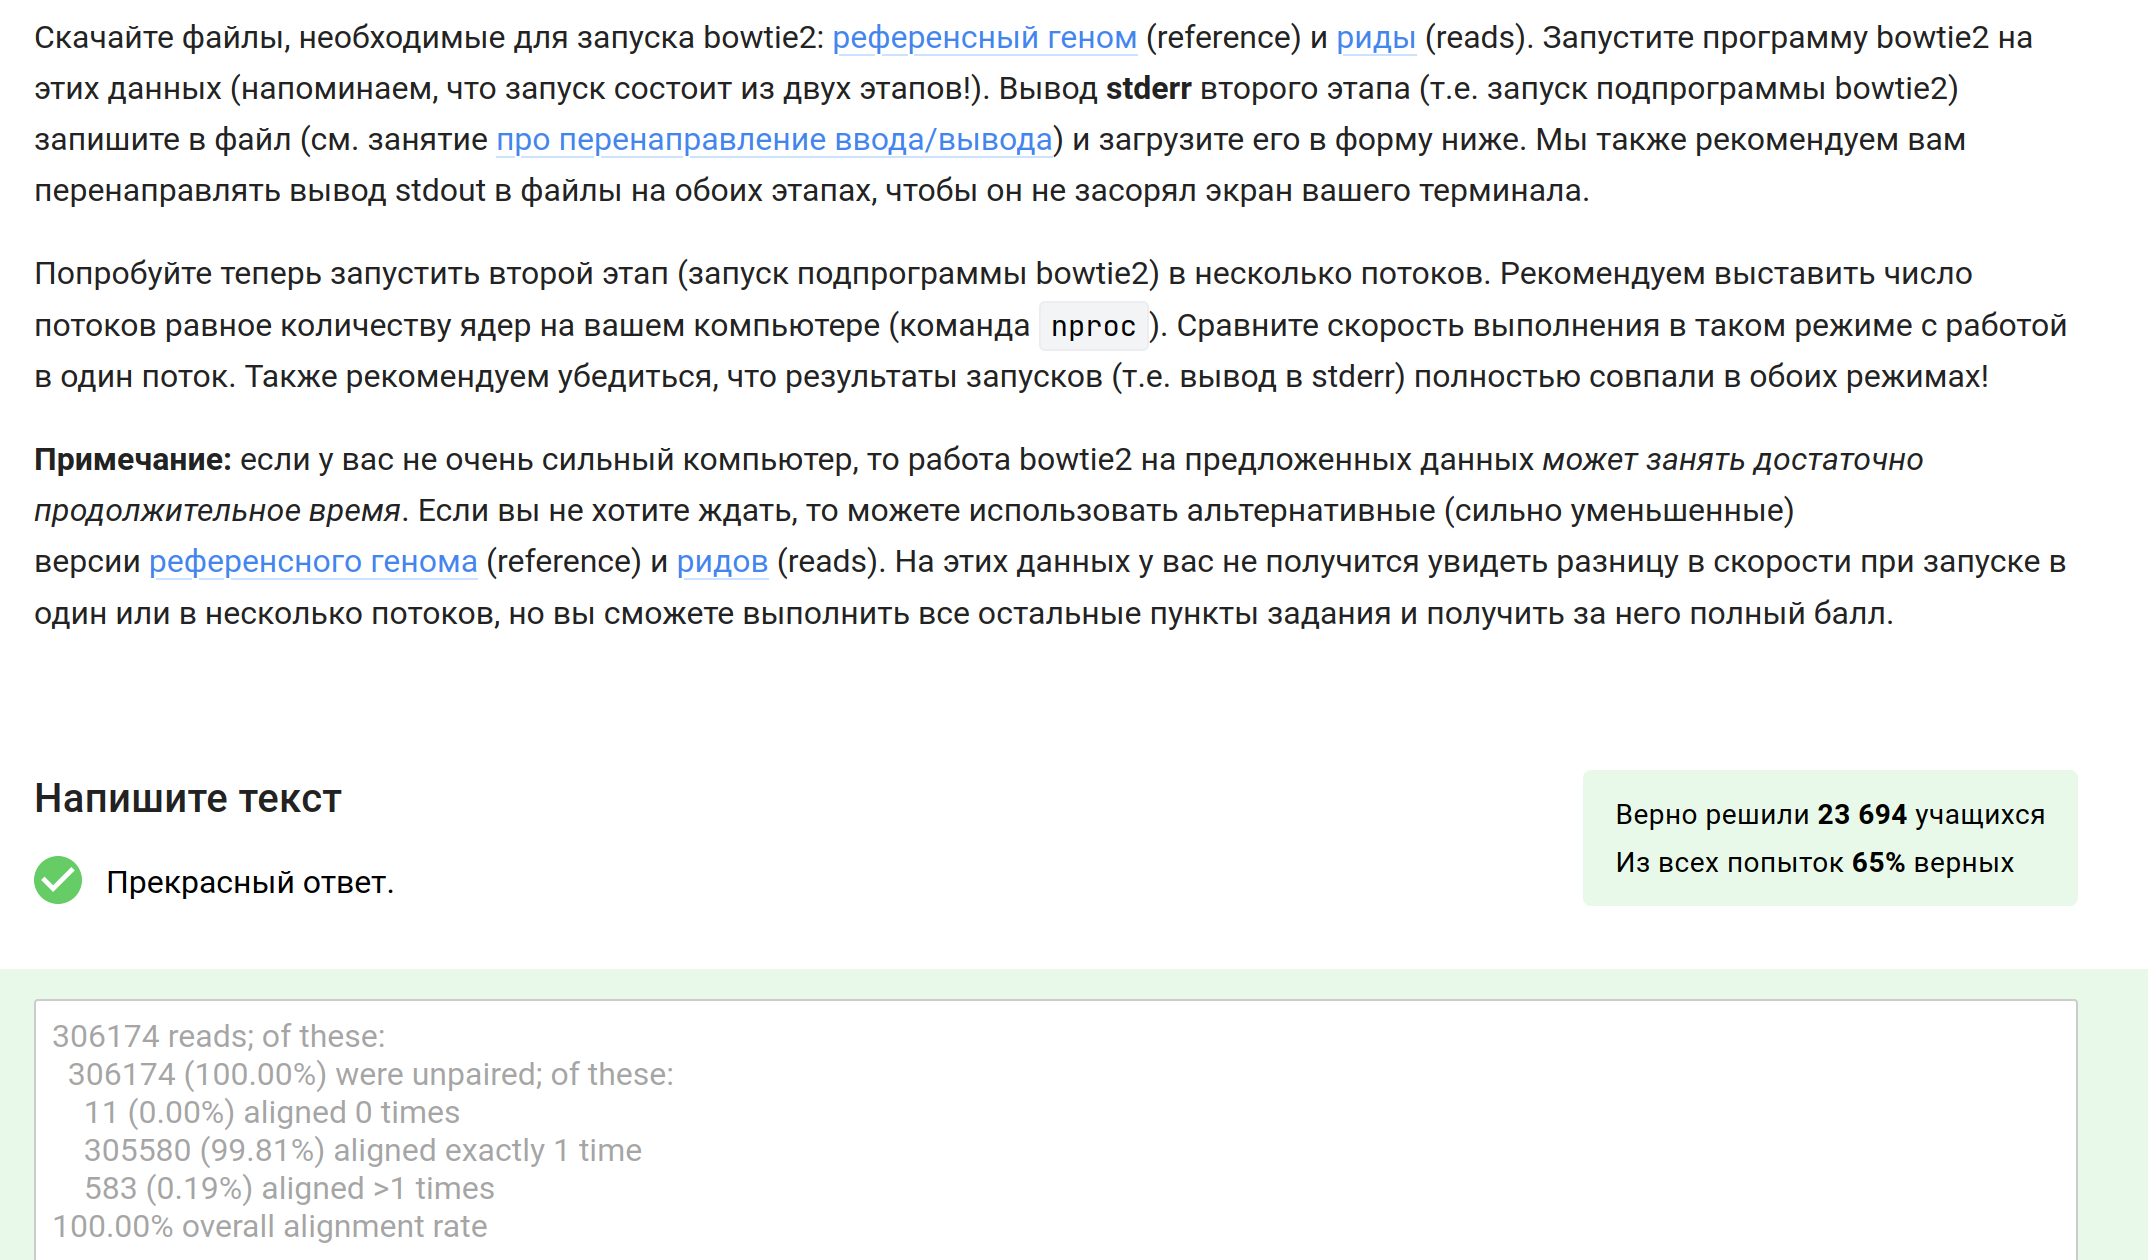 Скачайте файлы, необходимые для запуска bowtie2: референсный геном (reference) и риды (reads). Запустите программу bowtie2 на
этих данных (напоминаем, что запуск состоит из двух этапов!). Вывод stderr второго этапа (т.е. запуск подпрограммы bowtie2)
запишите в файл (см. занятие про перенаправление ввода/вывода) и загрузите его в форму ниже. Мы также рекомендуем вам
перенаправлять вывод stdout в файлы на обоих этапах, чтобы он не засорял экран вашего терминала.
Попробуйте теперь запустить второй этап (запуск подпрограммы bowtie2) в несколько потоков. Рекомендуем выставить число
потоков равное количеству ядер на вашем компьютере (команда nproc). Сравните скорость выполнения в таком режиме с работой
в один поток. Также рекомендуем убедиться, что результаты запусков (т.е. вывод в stderr) полностью совпали в обоих режимах!
Примечание: если у вас не очень сильный компьютер, то работа bowtie2 на предложенных данных может занять достаточно
продолжительное время. Если вы не хотите ждать, то можете использовать альтернативные (сильно уменьшенные)
версии референсного генома (reference) и ридов (reads). На этих данных у вас не получится увидеть разницу в скорости при запуске в
один или в несколько потоков, но вы сможете выполнить все остальные пункты задания и получить за него полный балл.
Напишите текст
Верно решили 23 694 учащихся
Из всех попыток 65% верных
Прекрасный ответ.
306174 reads; of these:
306174 (100.00%) were unpaired; of these:
11 (0.00%) aligned 0 times
305580 (99.81%) aligned exactly 1 time
583 (0.19%) aligned >1 times
100.00% overall alignment rate